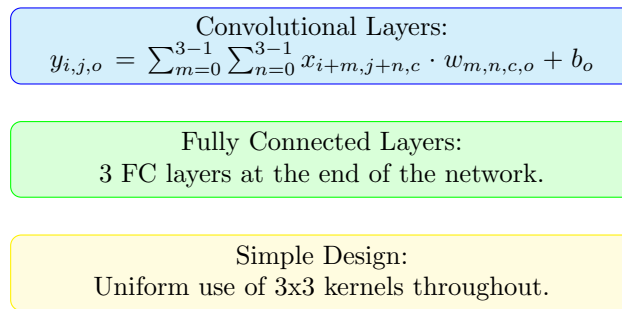 Convolutional Layers:
y_{i,j,o} = ∑_{m=0}^{3−1} ∑_{n=0}^{3−1} x_{i+m,j+n,c} · w_{m,n,c,o} + b_o
Fully Connected Layers:
3 FC layers at the end of the network.
Simple Design:
Uniform use of 3x3 kernels throughout.